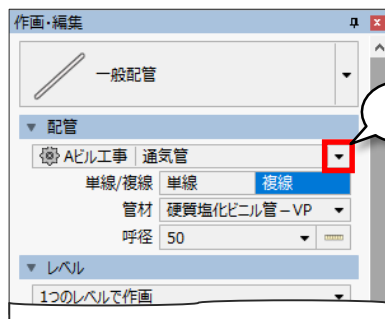 作画・編集
一般配管
配管
Aビル工事 通気管
単線/複線 単線 複線
管材 硬質塩化ビニル管－VP
呼径 50
レベル
1つのレベルで作画